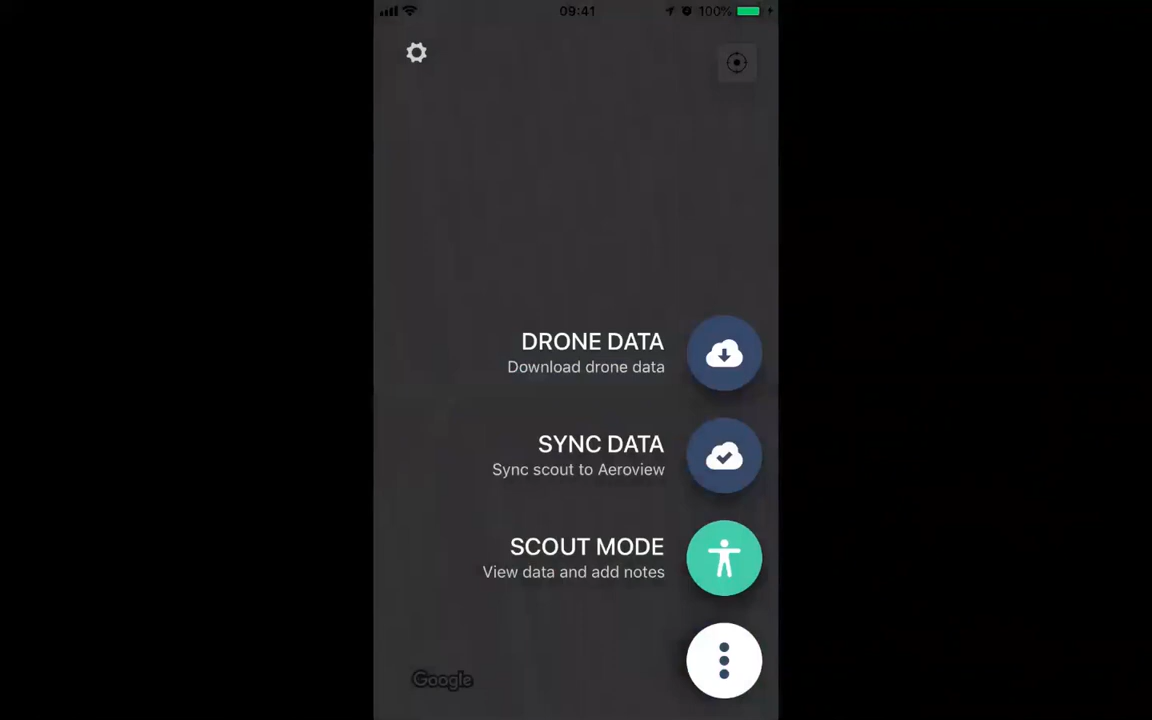 09:41
100%
DRONE DATA
Download drone data
SYNC DATA
Sync scout to Aeroview
SCOUT MODE
View data and add notes
Google